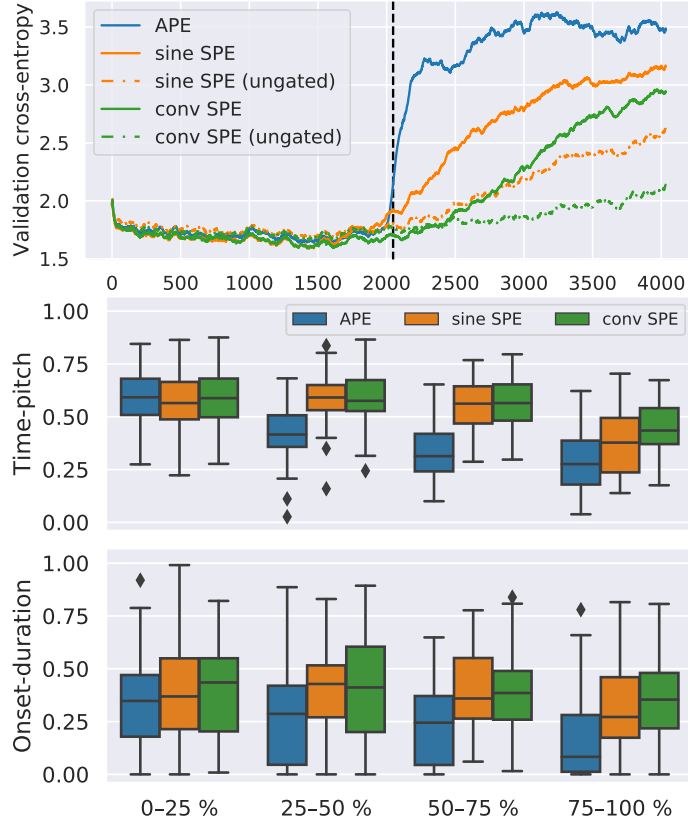 Validation cross-entropy
3.5
3.0
2.5
2.0
1.5
APE
sine SPE
sine SPE (ungated)
conv SPE
conv SPE (ungated)
0 500 1000 1500 2000 2500 3000 3500 4000
Time-pitch
1.00
0.75
0.50
0.25
0.00
APE sine SPE conv SPE
Onset-duration
1.00
0.75
0.50
0.25
0.00
0–25 % 25–50 % 50–75 % 75–100 %